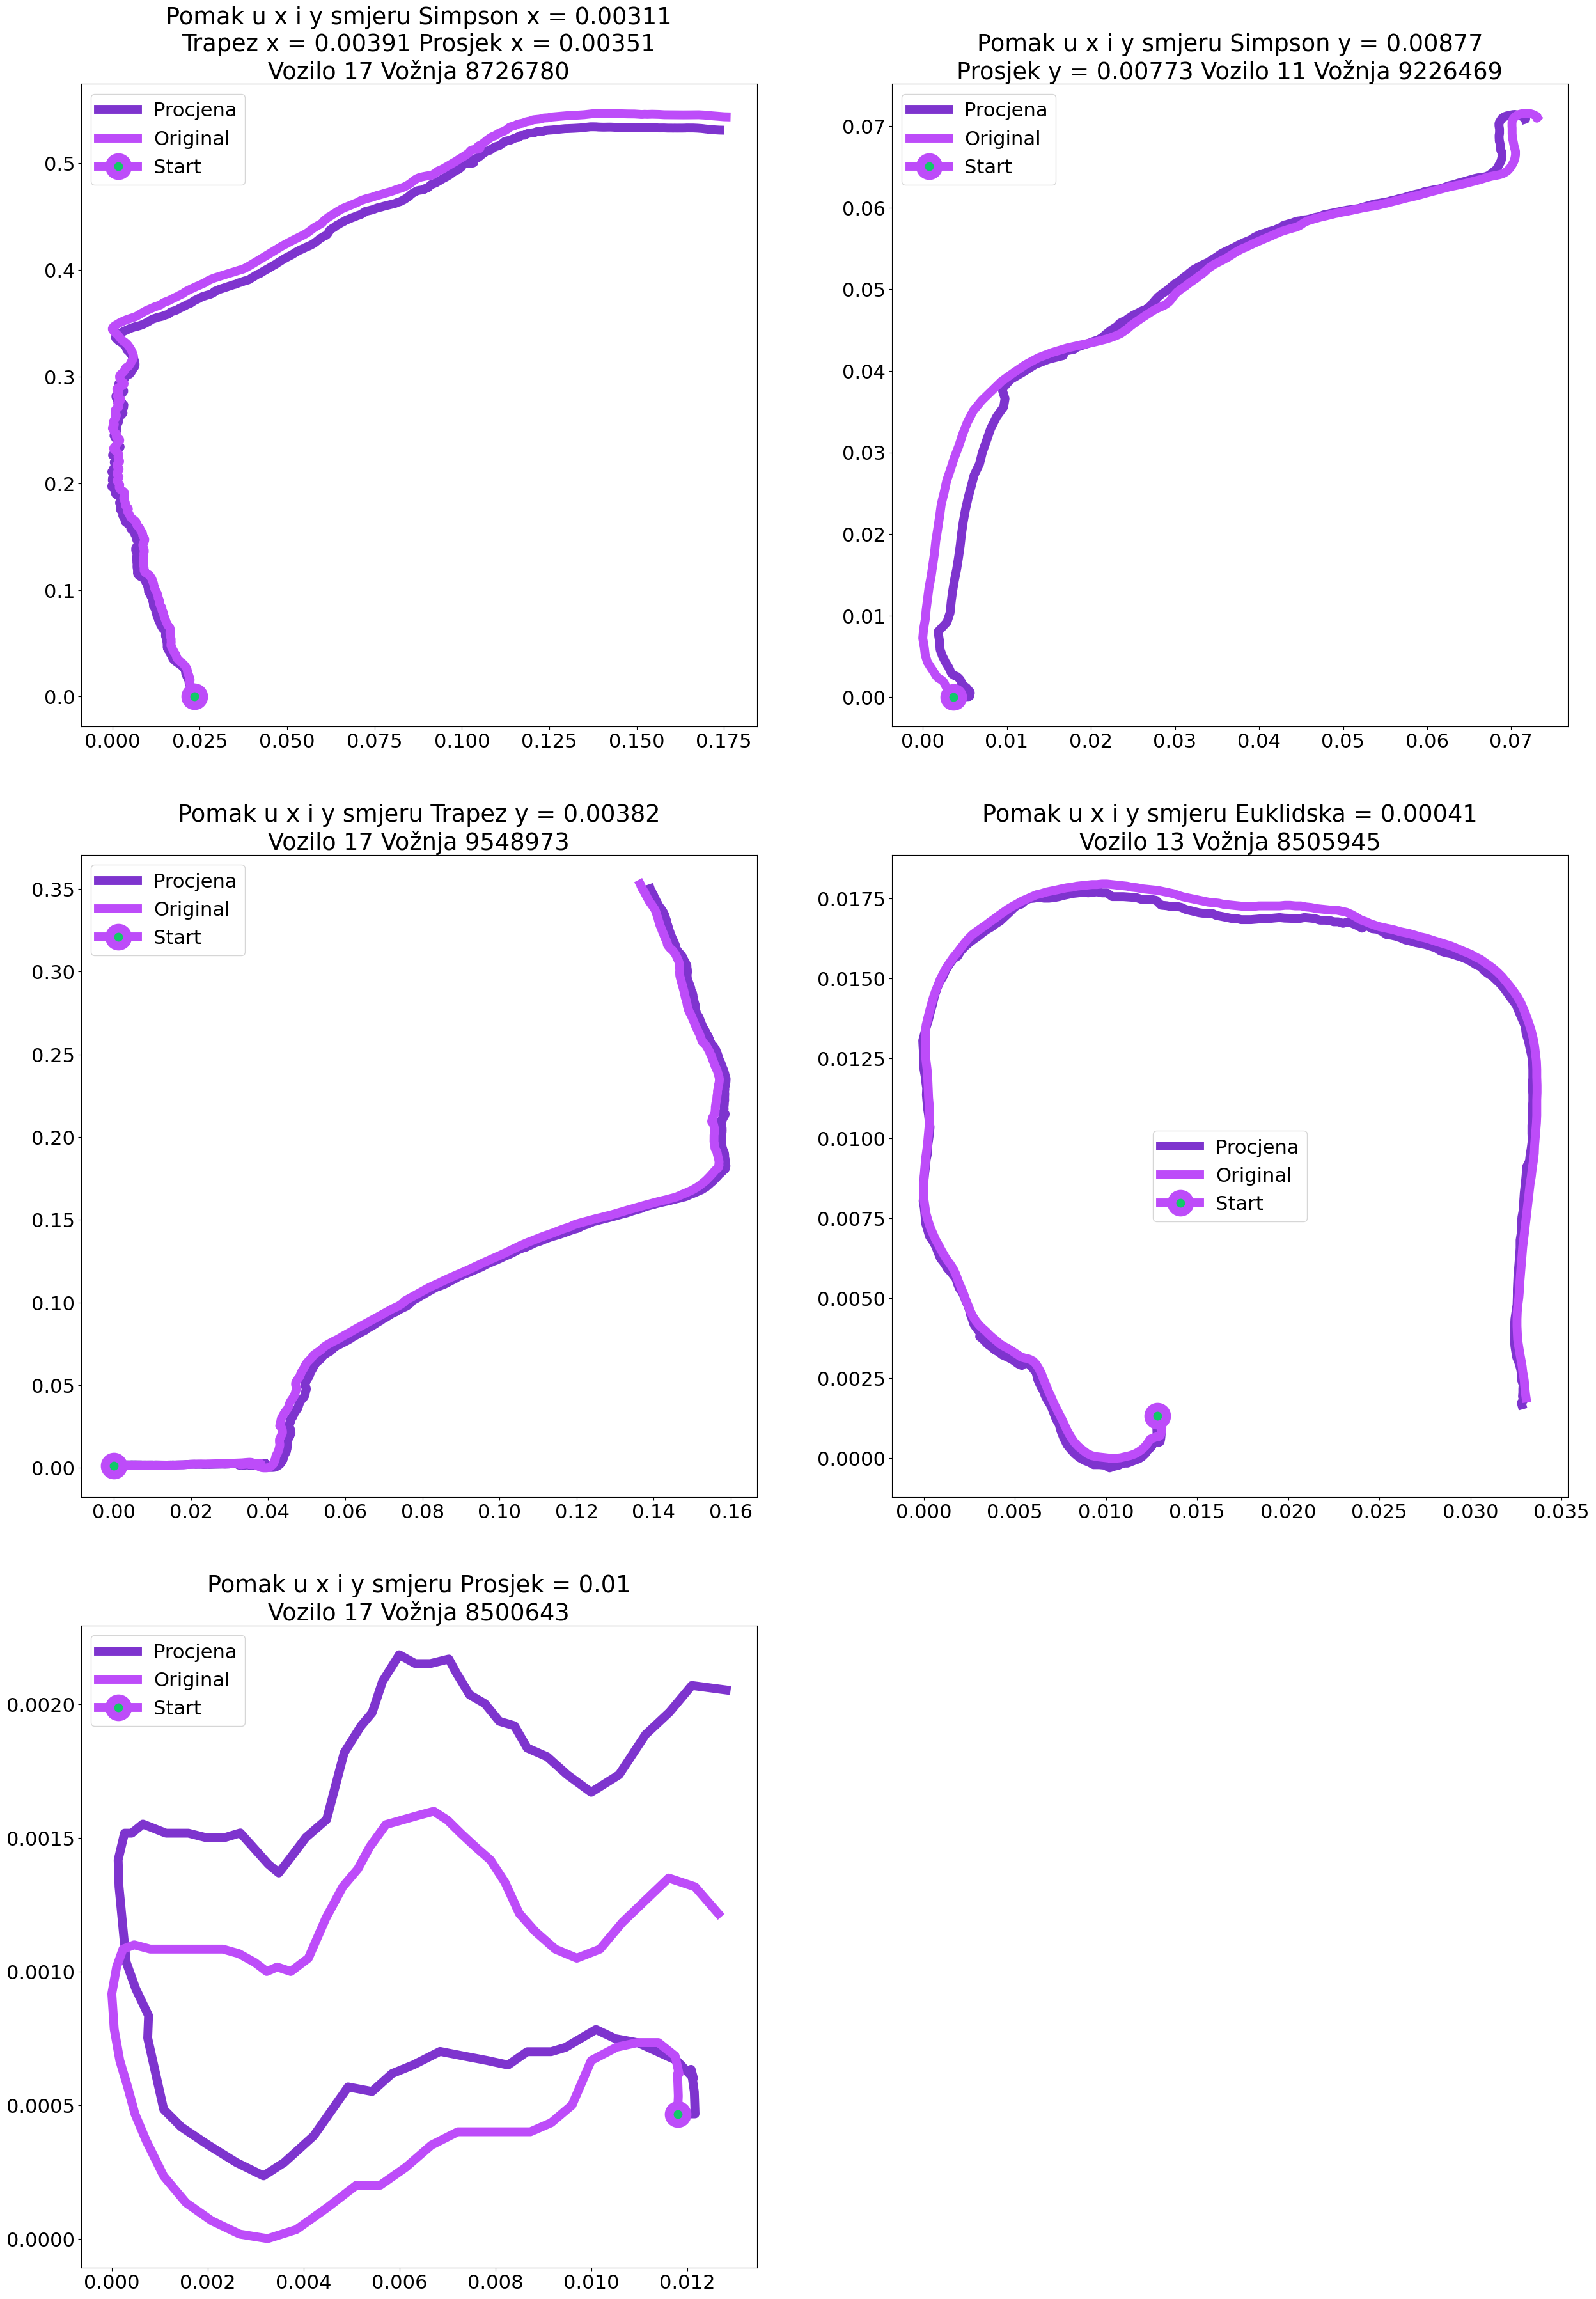 Pomak u x i y smjeru Simpson x = 0.00311
Trapez x = 0.00391 Prosjek x = 0.00351
Vozilo 17 Vožnja 8726780
Procjena
Original
Start
0.5
0.4
0.3
0.2
0.1
0.0
0.000 0.025 0.050 0.075 0.100 0.125 0.150 0.175
Pomak u x i y smjeru Simpson y = 0.00877
Prosjek y = 0.00773 Vozilo 11 Vožnja 9226469
Procjena
Original
Start
0.07
0.06
0.05
0.04
0.03
0.02
0.01
0.00
0.00 0.01 0.02 0.03 0.04 0.05 0.06 0.07
Pomak u x i y smjeru Trapez y = 0.00382
Vozilo 17 Vožnja 9548973
Procjena
Original
Start
0.35
0.30
0.25
0.20
0.15
0.10
0.05
0.00
0.00 0.02 0.04 0.06 0.08 0.10 0.12 0.14 0.16
Pomak u x i y smjeru Euklidska = 0.00041
Vozilo 13 Vožnja 8505945
0.0175
0.0150
0.0125
0.0100
0.0075
0.0050
0.0025
0.0000
Procjena
Original
Start
0.000 0.005 0.010 0.015 0.020 0.025 0.030 0.035
Pomak u x i y smjeru Prosjek = 0.01
Vozilo 17 Vožnja 8500643
Procjena
Original
Start
0.0020
0.0015
0.0010
0.0005
0.0000
0.000 0.002 0.004 0.006 0.008 0.010 0.012